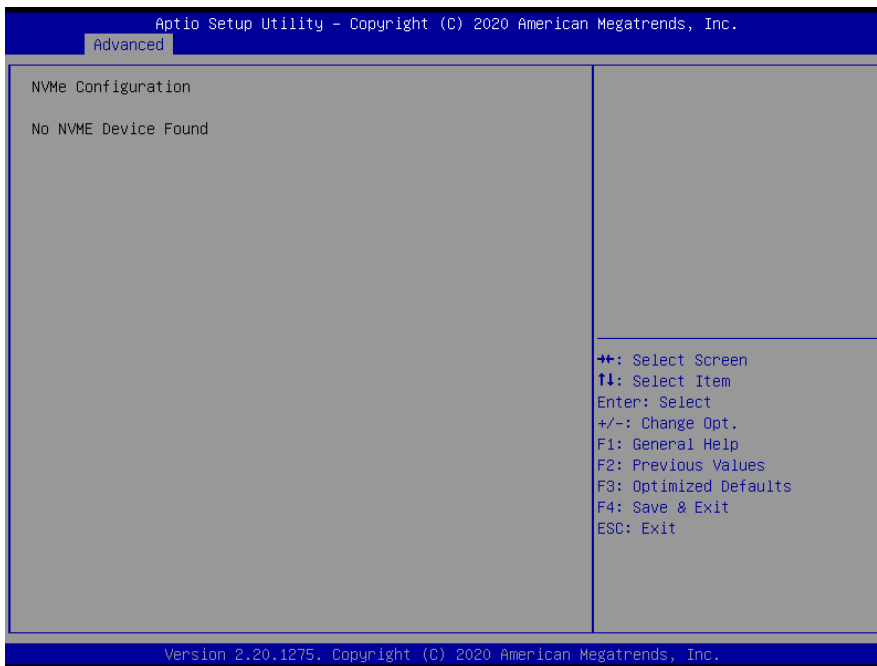 Aptio Setup Utility – Copyright (C) 2020 American Megatrends, Inc.
Advanced
NVMe Configuration
No NVME Device Found
→←: Select Screen
↑↓: Select Item
Enter: Select
+/-: Change Opt.
F1: General Help
F2: Previous Values
F3: Optimized Defaults
F4: Save & Exit
ESC: Exit
Version 2.20.1275. Copyright (C) 2020 American Megatrends, Inc.